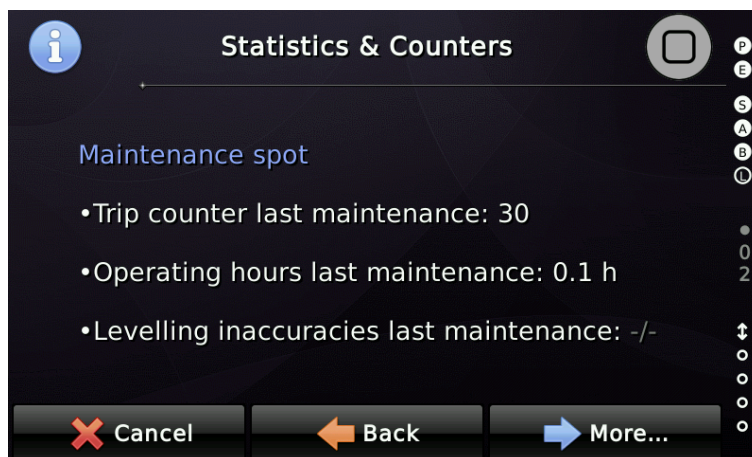 Statistics & Counters
Maintenance spot
•Trip counter last maintenance: 30
•Operating hours last maintenance: 0.1 h
•Levelling inaccuracies last maintenance: -/-
Cancel
Back
More...
P
E
S
A
B
L
0
2